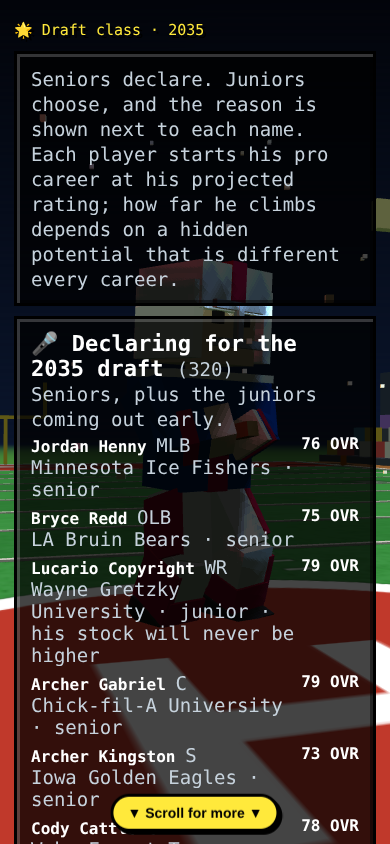 🌟 Draft class · 2035
Seniors declare. Juniors
choose, and the reason is
shown next to each name.
Each player starts his pro
career at his projected
rating; how far he climbs
depends on a hidden
potential that is different
every career.
🎤 Declaring for the
2035 draft (320)
Seniors, plus the juniors
coming out early.
Jordan Henny MLB 76 OVR
Minnesota Ice Fishers ·
senior
Bryce Redd OLB 75 OVR
LA Bruin Bears · senior
Lucario Copyright WR 79 OVR
Wayne Gretzky
University · junior ·
his stock will never be
higher
Archer Gabriel C 79 OVR
Chick-fil-A University
· senior
Archer Kingston S 73 OVR
Iowa Golden Eagles ·
senior
▼ Scroll for more ▼
Cody 78 OVR